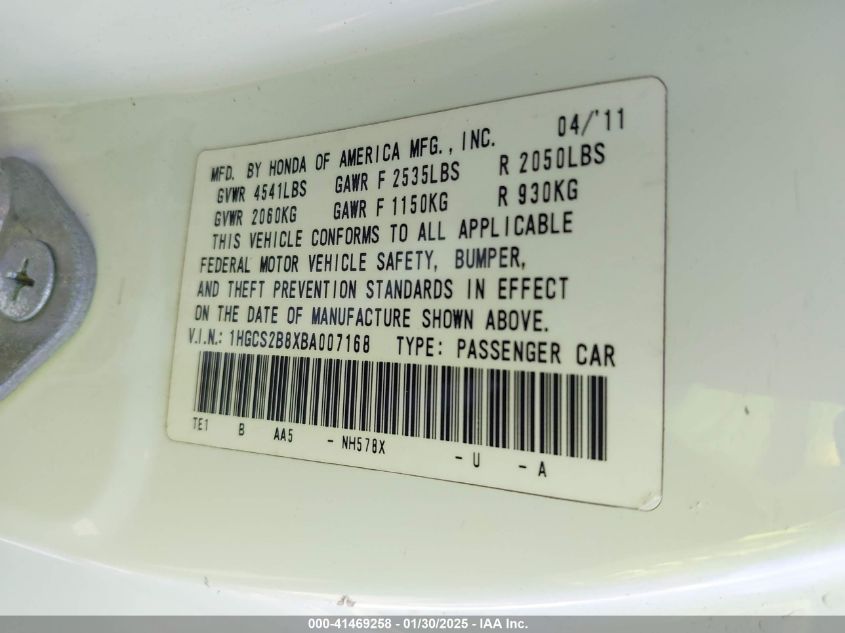 04/'11
MFD. BY HONDA OF AMERICA MFG., INC.
GVWR 4541LBS GAWR F 2535LBS R 2050LBS
GVWR 2060KG GAWR F 1150KG R 930KG
THIS VEHICLE CONFORMS TO ALL APPLICABLE
FEDERAL MOTOR VEHICLE SAFETY, BUMPER,
AND THEFT PREVENTION STANDARDS IN EFFECT
ON THE DATE OF MANUFACTURE SHOWN ABOVE.
V.I.N.: 1HGCS2B8XBA007168 TYPE: PASSENGER CAR
TE1 B AA5 - NH578X - U - A
000-41469258 - 01/30/2025 - IAA Inc.